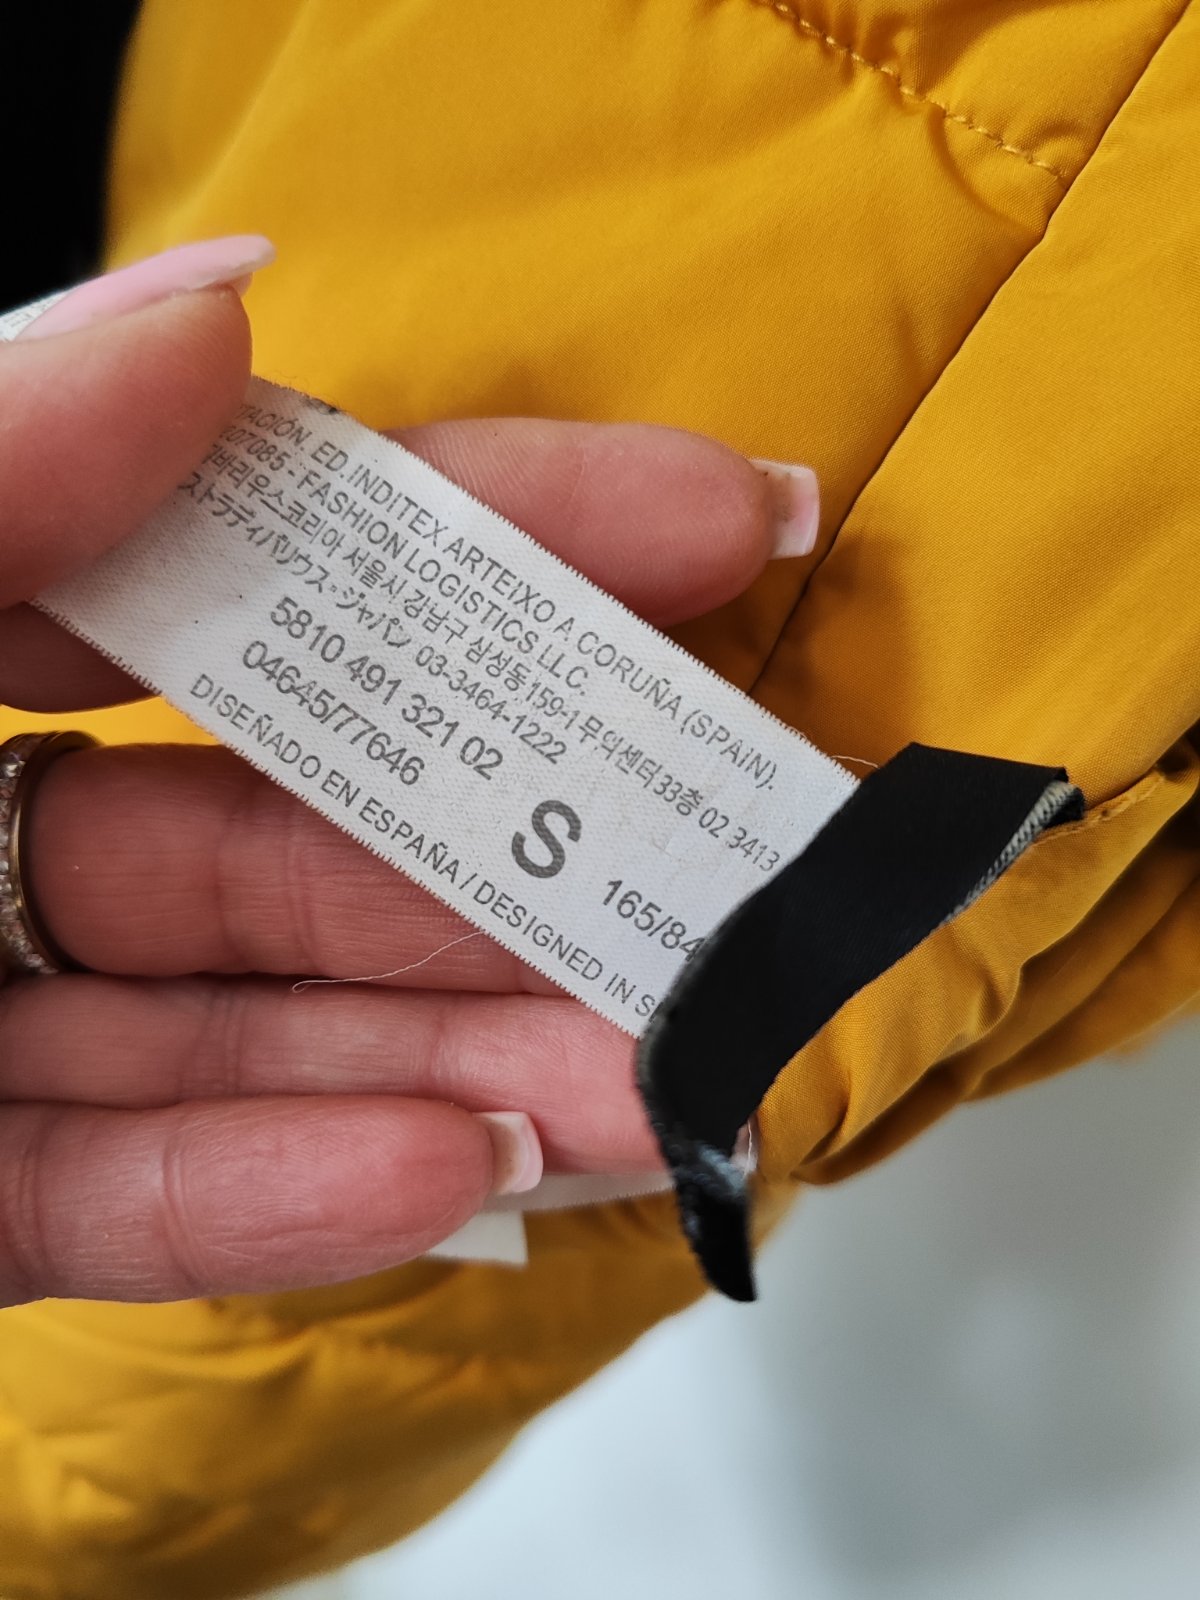 TACIÓN. ED.INDITEX ARTEIXO A CORUÑA (SPAIN).
607085 - FASHION LOGISTICS LLC.
바리우스코리아 서울시 강남구 삼성동159-1무역센터33층 02 3413
ストラディバリウス・ジャパン 03-3464-1222
5810 491 321 02
04645/77646
S 165/84
DISEÑADO EN ESPAÑA / DESIGNED IN